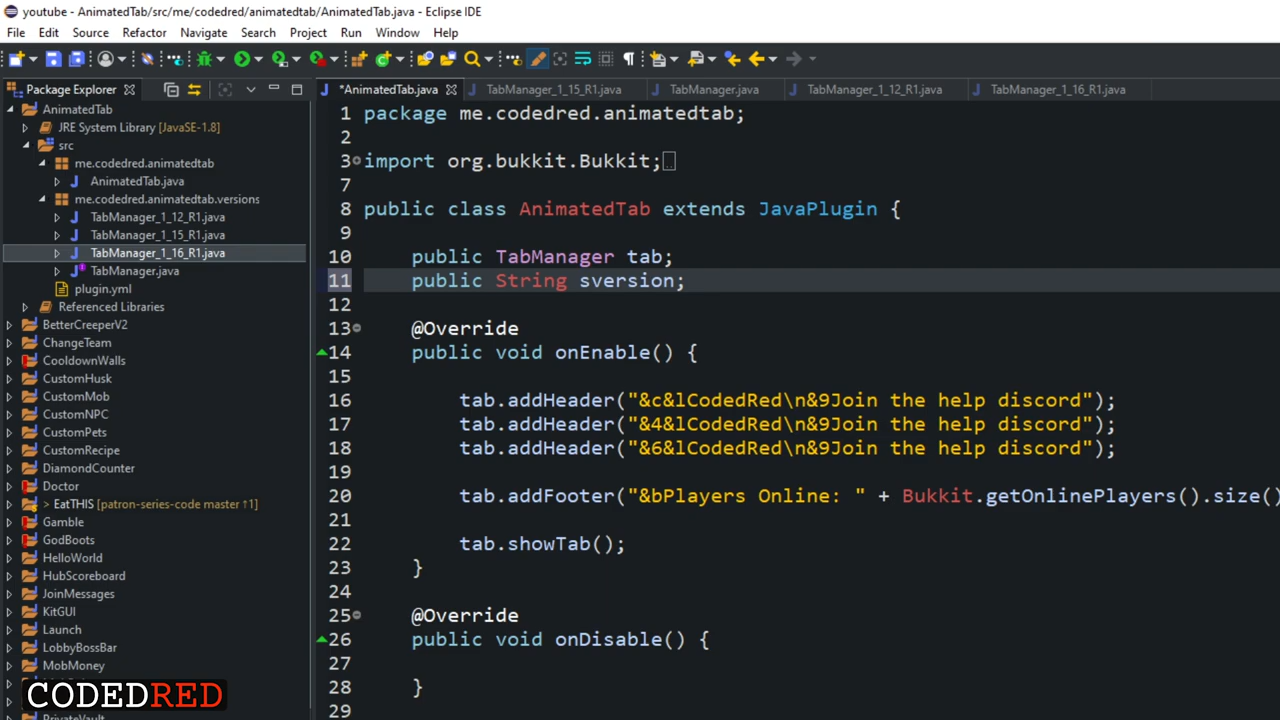 youtube - AnimatedTab/src/me/codedred/animatedtab/AnimatedTab.java - Eclipse IDE
File Edit Source Refactor Navigate Search Project Run Window Help
Package Explorer
*AnimatedTab.java TabManager_1_15_R1.java TabManager.java TabManager_1_12_R1.java TabManager_1_16_R1.java
AnimatedTab
JRE System Library [JavaSE-1.8]
src
me.codedred.animatedtab
AnimatedTab.java
me.codedred.animatedtab.versions
TabManager_1_12_R1.java
TabManager_1_15_R1.java
TabManager_1_16_R1.java
TabManager.java
plugin.yml
Referenced Libraries
BetterCreeperV2
ChangeTeam
CooldownWalls
CustomHusk
CustomMob
CustomNPC
CustomPets
CustomRecipe
DiamondCounter
Doctor
> EatTHIS [patron-series-code master ↑1]
Gamble
GodBoots
HelloWorld
HubScoreboard
JoinMessages
KitGUI
Launch
LobbyBossBar
MobMoney
CODEDRED
PrivateVault
1 package me.codedred.animatedtab;
2
3 import org.bukkit.Bukkit;
7
8 public class AnimatedTab extends JavaPlugin {
9
10 public TabManager tab;
11 public String sversion;
12
13 @Override
14 public void onEnable() {
15
16 tab.addHeader("&c&lCodedRed\n&9Join the help discord");
17 tab.addHeader("&4&lCodedRed\n&9Join the help discord");
18 tab.addHeader("&6&lCodedRed\n&9Join the help discord");
19
20 tab.addFooter("&bPlayers Online: " + Bukkit.getOnlinePlayers().size()
21
22 tab.showTab();
23 }
24
25 @Override
26 public void onDisable() {
27
28 }
29